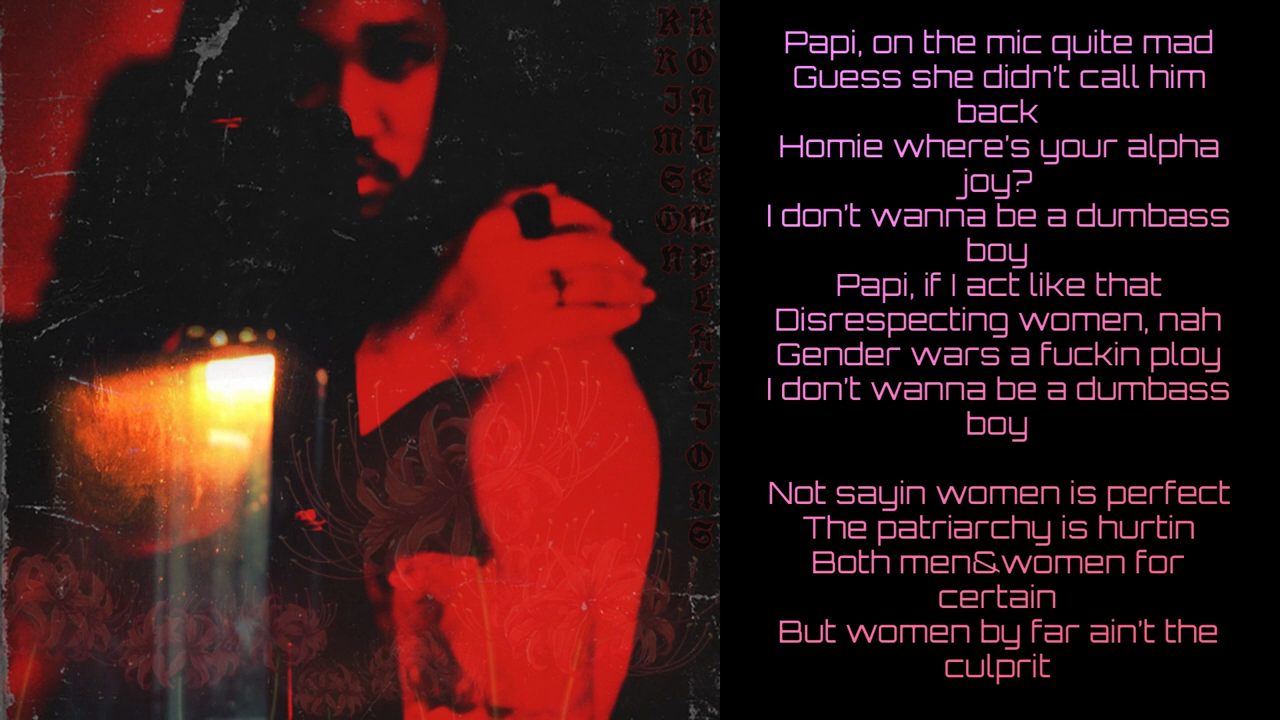 KRIMSON
KONTEMPLATIONS
Papi, on the mic quite mad
Guess she didn't call him
back
Homie where's your alpha
joy?
I don't wanna be a dumbass
boy
Papi, if I act like that
Disrespecting women, nah
Gender wars a fuckin ploy
I don't wanna be a dumbass
boy
Not sayin women is perfect
The patriarchy is hurtin
Both men&women for
certain
But women by far ain't the
culprit